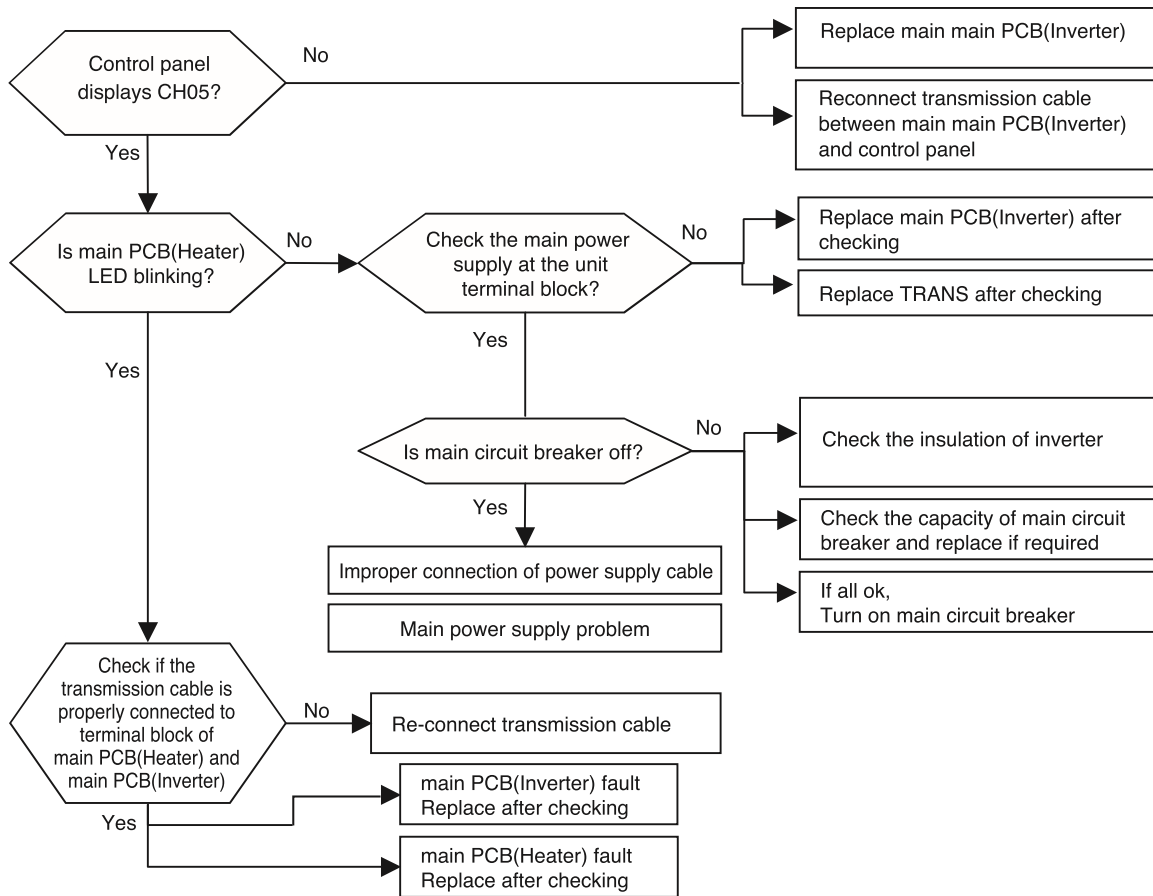 Control panel
displays CH05?
No
Replace main main PCB(Inverter)
Reconnect transmission cable
between main main PCB(Inverter)
and control panel
Yes
Is main PCB(Heater)
LED blinking?
No
Check the main power
supply at the unit
terminal block?
No
Replace main PCB(Inverter) after
checking
Replace TRANS after checking
Yes
Yes
Is main circuit breaker off?
No
Check the insulation of inverter
Check the capacity of main circuit
breaker and replace if required
If all ok,
Turn on main circuit breaker
Yes
Improper connection of power supply cable
Main power supply problem
Check if the
transmission cable is
properly connected to
terminal block of
main PCB(Heater) and
main PCB(Inverter)
No
Re-connect transmission cable
Yes
main PCB(Inverter) fault
Replace after checking
main PCB(Heater) fault
Replace after checking